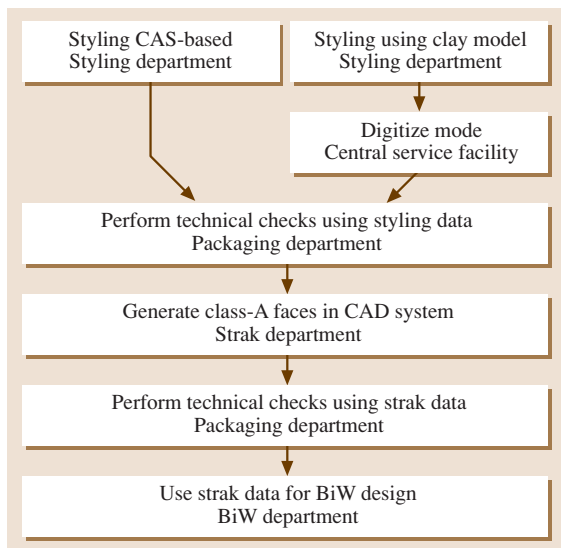 Styling CAS-based
Styling department
Styling using clay model
Styling department
Digitize mode
Central service facility
Perform technical checks using styling data
Packaging department
Generate class-A faces in CAD system
Strak department
Perform technical checks using strak data
Packaging department
Use strak data for BiW design
BiW department